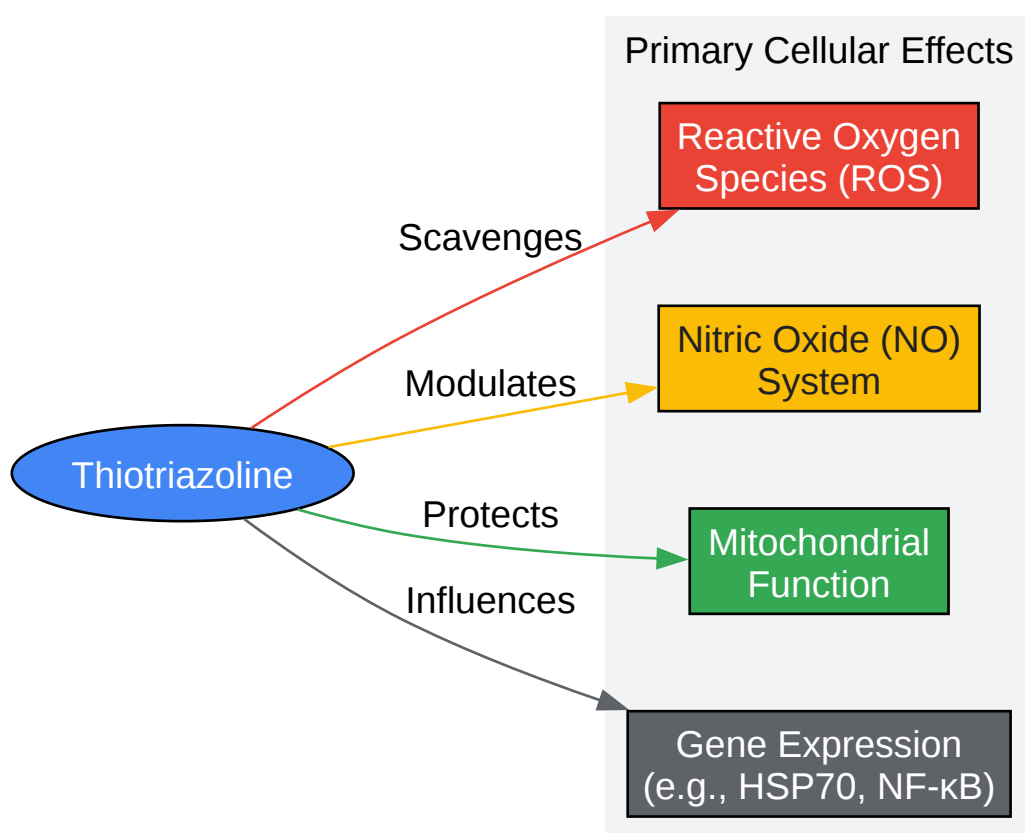 Primary Cellular Effects
Reactive Oxygen
Species (ROS)
Scavenges
Nitric Oxide (NO)
System
Modulates
Thiotriazoline
Protects
Mitochondrial
Function
Influences
Gene Expression
(e.g., HSP70, NF-κB)